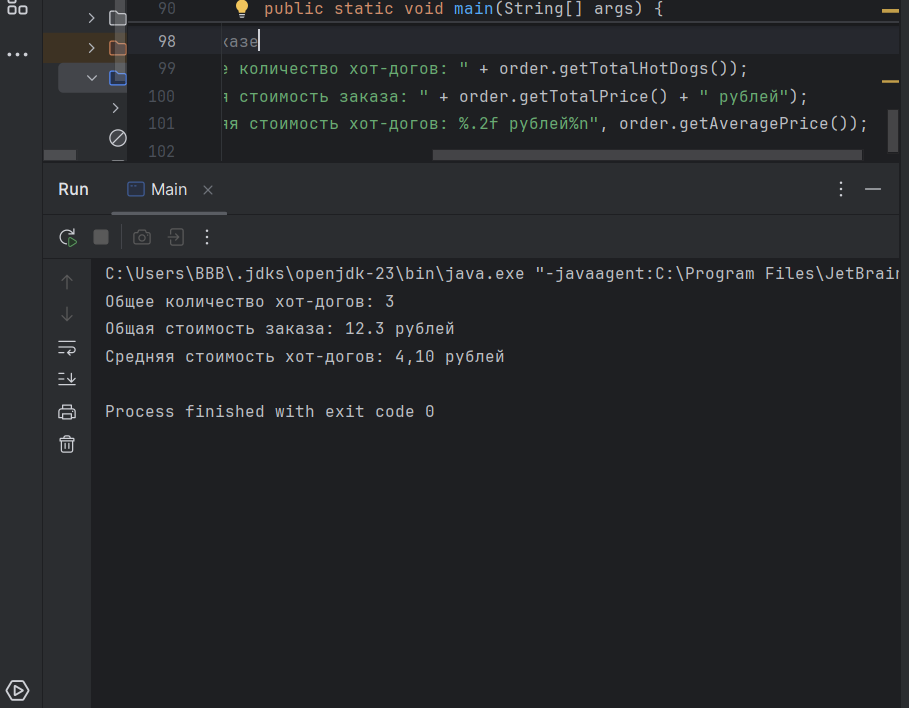 90 public static void main(String[] args) {
98 казе
99 е количество хот-догов: " + order.getTotalHotDogs());
100 я стоимость заказа: " + order.getTotalPrice() + " рублей");
101 яя стоимость хот-догов: %.2f рублей%n", order.getAveragePrice());
102
Run Main
C:\Users\BBB\.jdks\openjdk-23\bin\java.exe "-javaagent:C:\Program Files\JetBrain
Общее количество хот-догов: 3
Общая стоимость заказа: 12.3 рублей
Средняя стоимость хот-догов: 4,10 рублей
Process finished with exit code 0